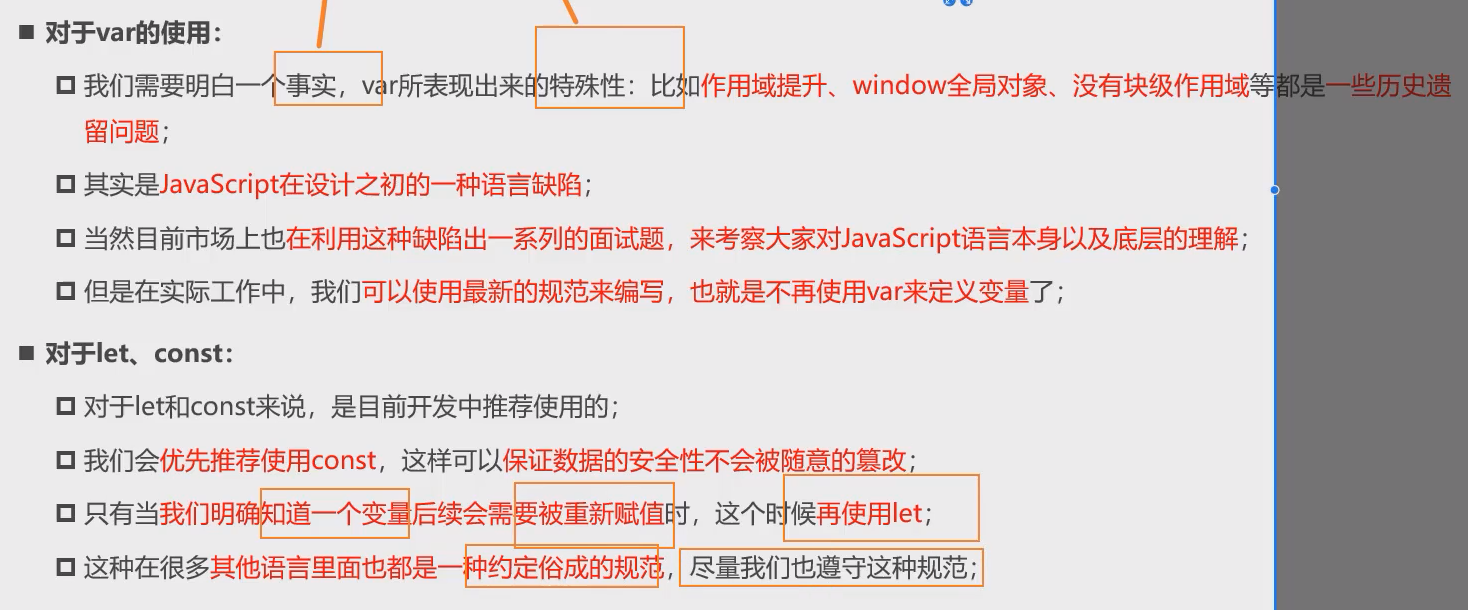 对于var的使用：
我们需要明白一个事实，var所表现出来的特殊性：比如作用域提升、window全局对象、没有块级作用域等都是一些历史遗
留问题；
其实是JavaScript在设计之初的一种语言缺陷；
当然目前市场上也在利用这种缺陷出一系列的面试题，来考察大家对JavaScript语言本身以及底层的理解；
但是在实际工作中，我们可以使用最新的规范来编写，也就是不再使用var来定义变量了；
对于let、const：
对于let和const来说，是目前开发中推荐使用的；
我们会优先推荐使用const，这样可以保证数据的安全性不会被随意的篡改；
只有当我们明确知道一个变量后续会需要被重新赋值时，这个时候再使用let；
这种在很多其他语言里面也都是一种约定俗成的规范，尽量我们也遵守这种规范；